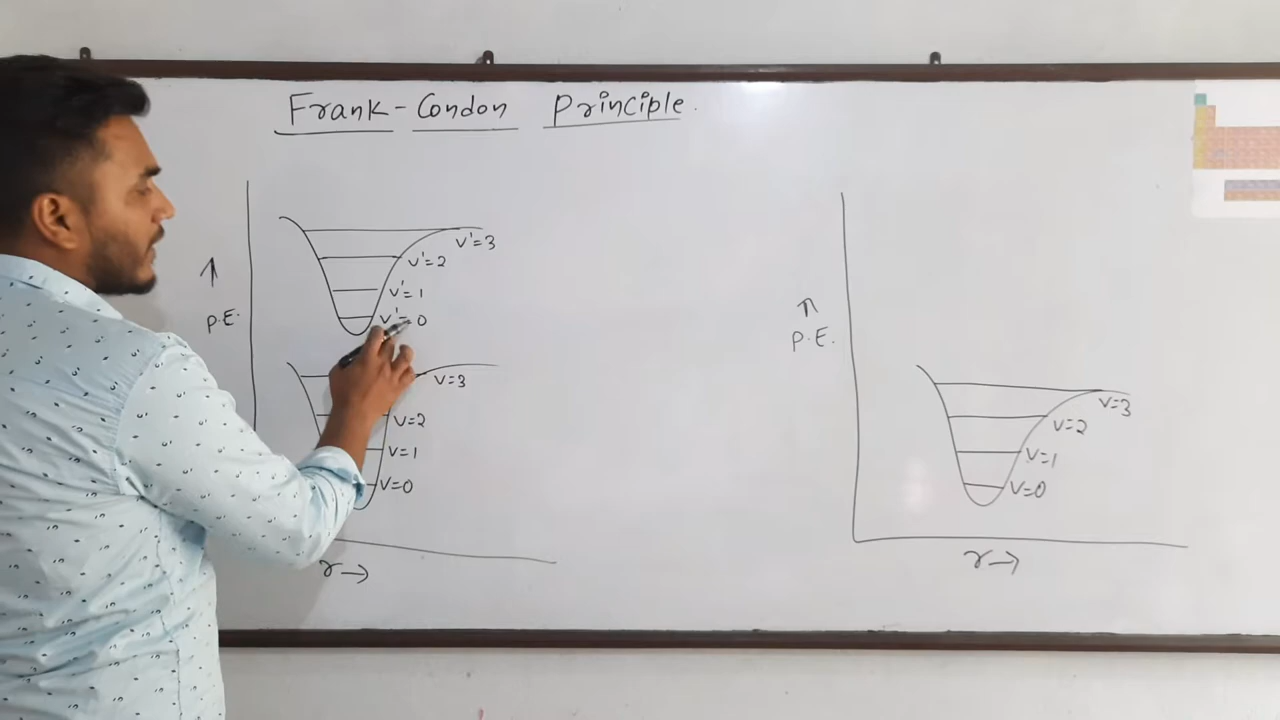 Frank-Condon Principle.
v'=3
v'=2
v'=1
v'=0
↑
P.E.
v=3
v=2
v=1
v=0
r→
↑
P.E.
v=3
v=2
v=1
v=0
r→